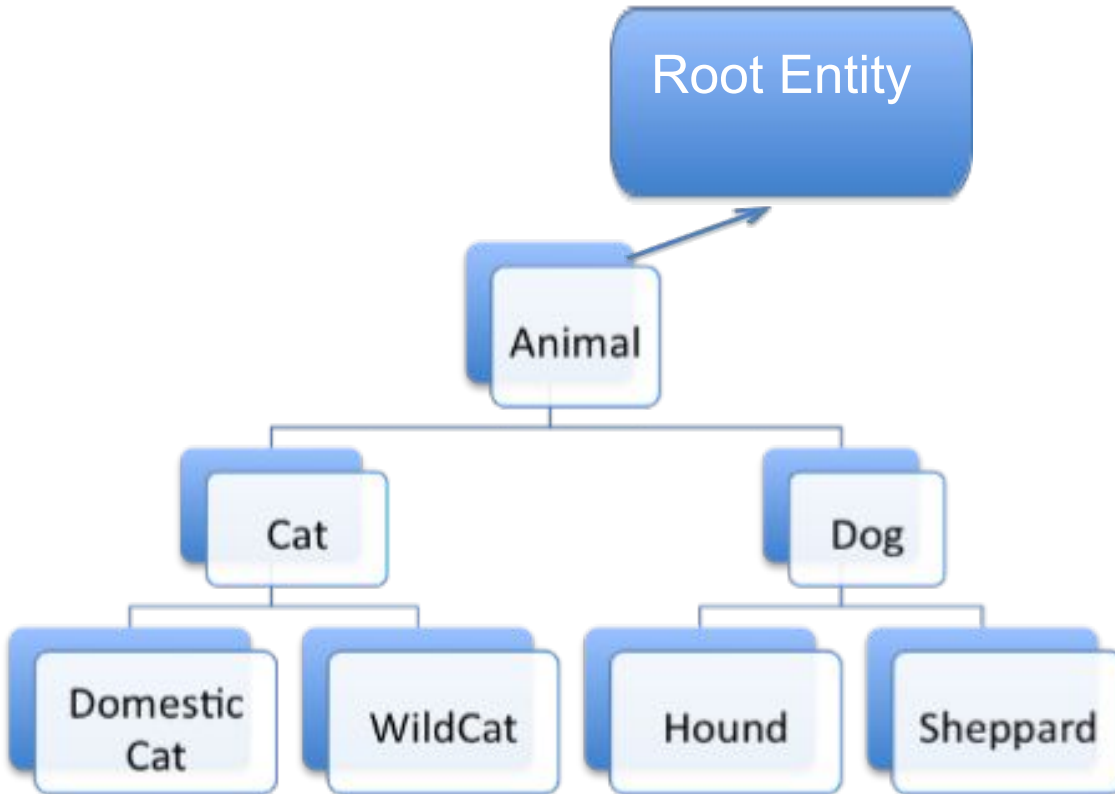 Root Entity
Animal
Cat
Dog
Domestic
Cat
WildCat
Hound
Sheppard